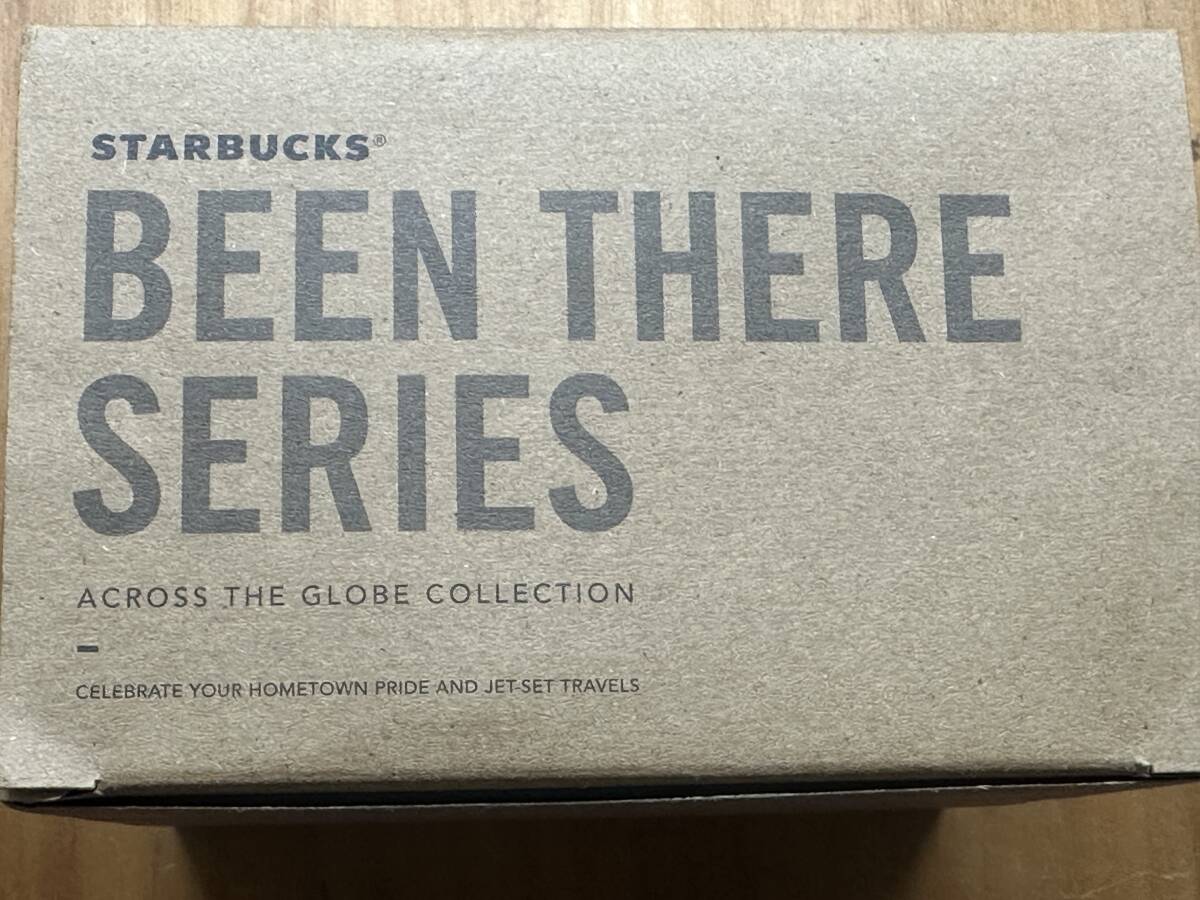 STARBUCKS®
BEEN THERE
SERIES
ACROSS THE GLOBE COLLECTION
–
CELEBRATE YOUR HOMETOWN PRIDE AND JET-SET TRAVELS